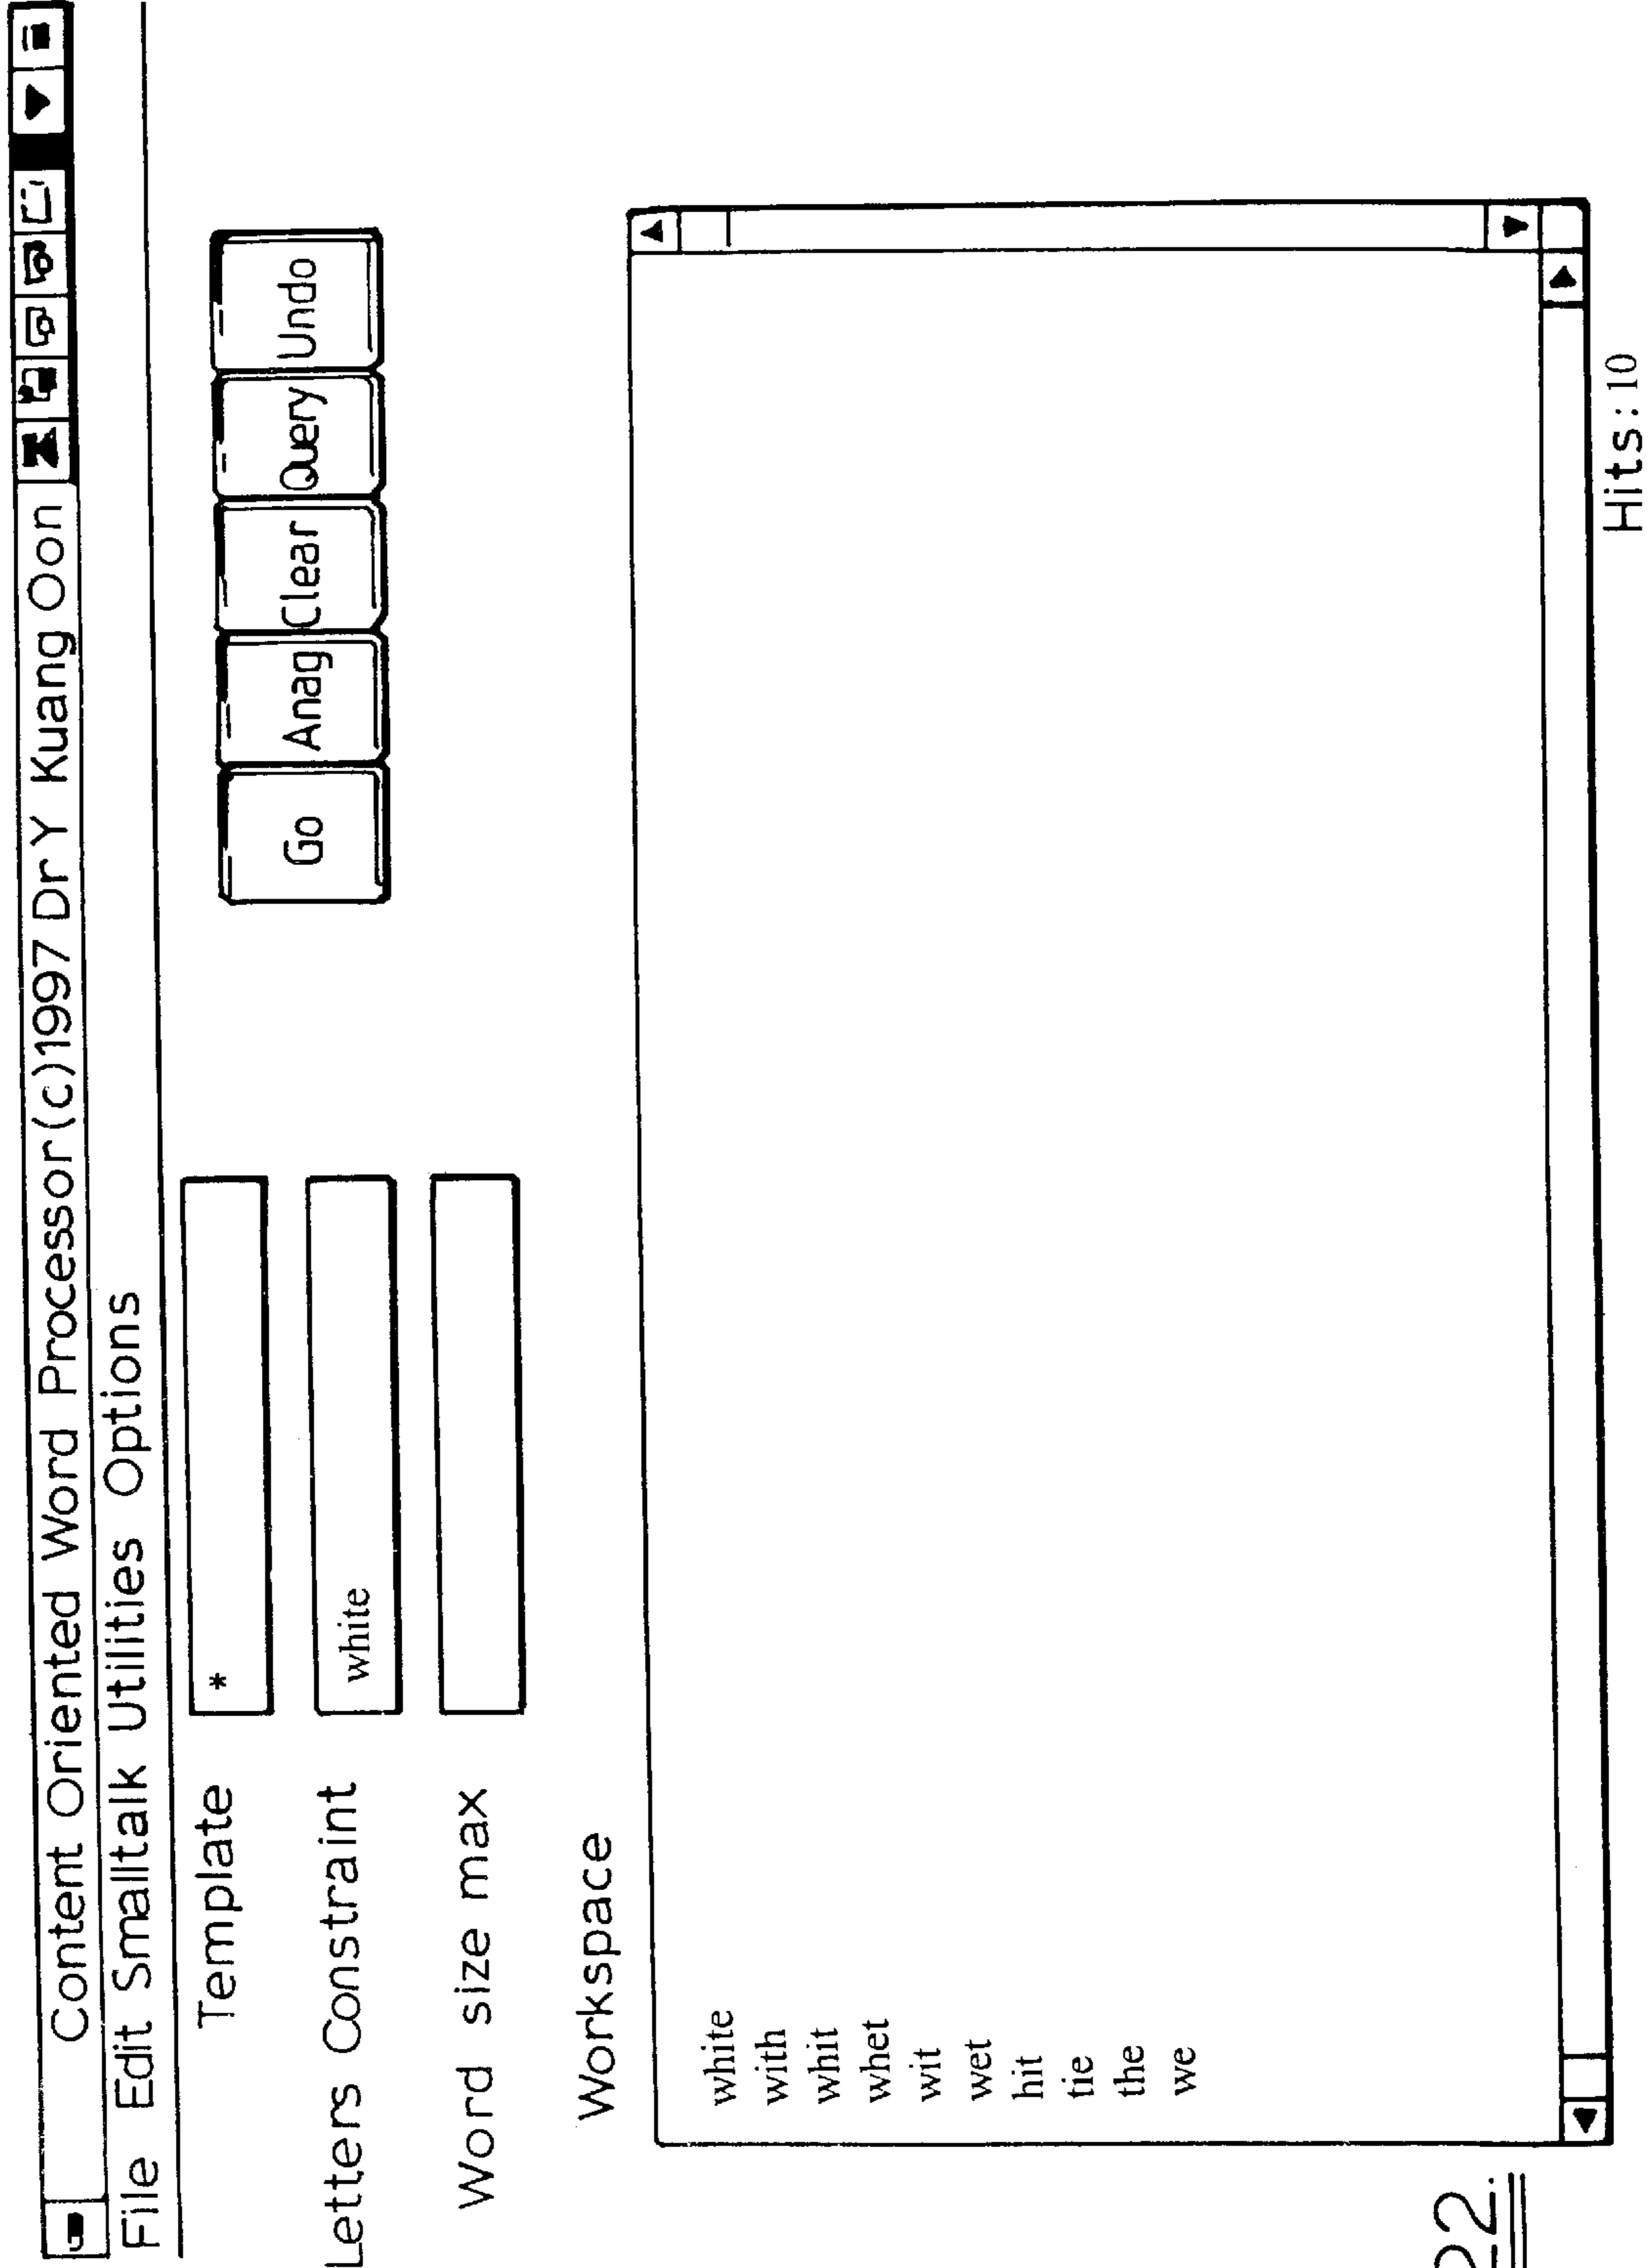 Content Oriented Word Processor (c) 1997 Dr Y Kuang Oon
File Edit Smalltalk Utilities Options
Template *
Go Anag Clear Query Undo
Letters Constraint white
Word size max
Workspace
white
with
whit
whet
wit
wet
hit
tie
the
we
Hits: 10
22.